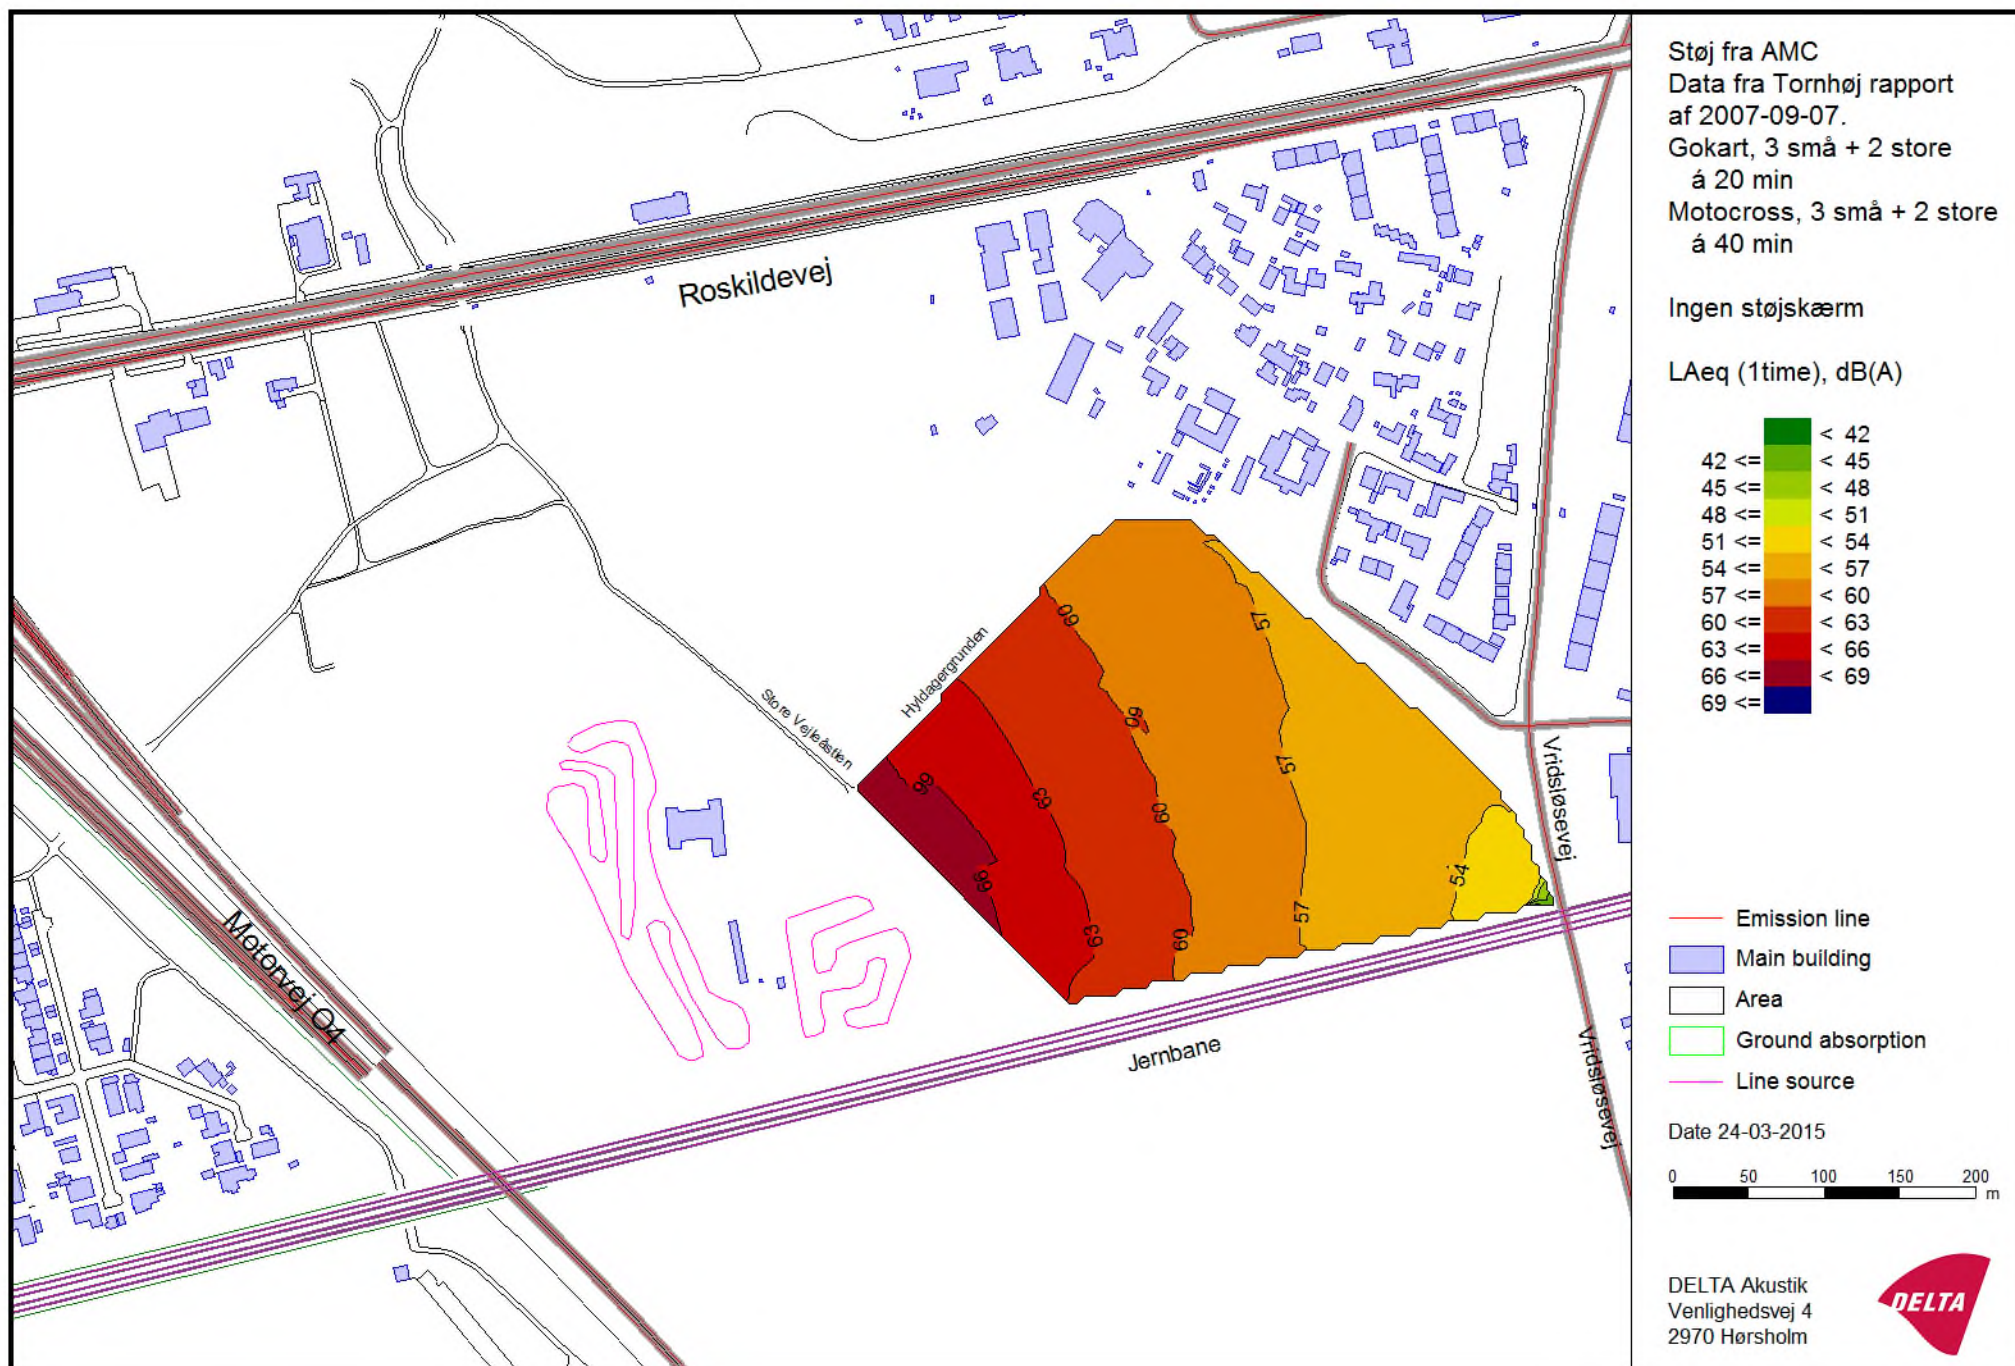 Støj fra AMC
Data fra Tornhøj rapport
af 2007-09-07.
Gokart, 3 små + 2 store
á 20 min
Motocross, 3 små + 2 store
á 40 min
Ingen støjskærm
LAeq (1time), dB(A)
< 42
42 <= < 45
45 <= < 48
48 <= < 51
51 <= < 54
54 <= < 57
57 <= < 60
60 <= < 63
63 <= < 66
66 <= < 69
69 <=
Emission line
Main building
Area
Ground absorption
Line source
Date 24-03-2015
0 50 100 150 200
m
DELTA Akustik
Venlighedsvej 4
2970 Hørsholm
DELTA
Roskildevej
Hyldagergrunden
Store Vejleåstien
Motorvej O4
Jernbane
Vridsløsevej
Vridsløsevej
60
57
60
57
66
63
60
54
66
63
60
57